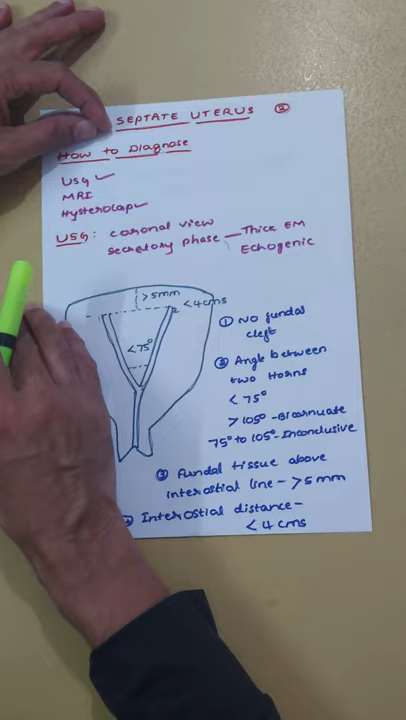 SEPTATE UTERUS ②
How to Diagnose
USG ✓
MRI
Hysterolap ✓
USG: coronal view
secretory phase — Thick EM
Echogenic
>5mm
<4cms
<75°
① No fundal
cleft
② Angle between
two Horns
<75°
>105° - Bicornuate
75° to 105° - Inconclusive
③ Fundal tissue above
interostial line - >5mm
④ Interostial distance -
<4cms